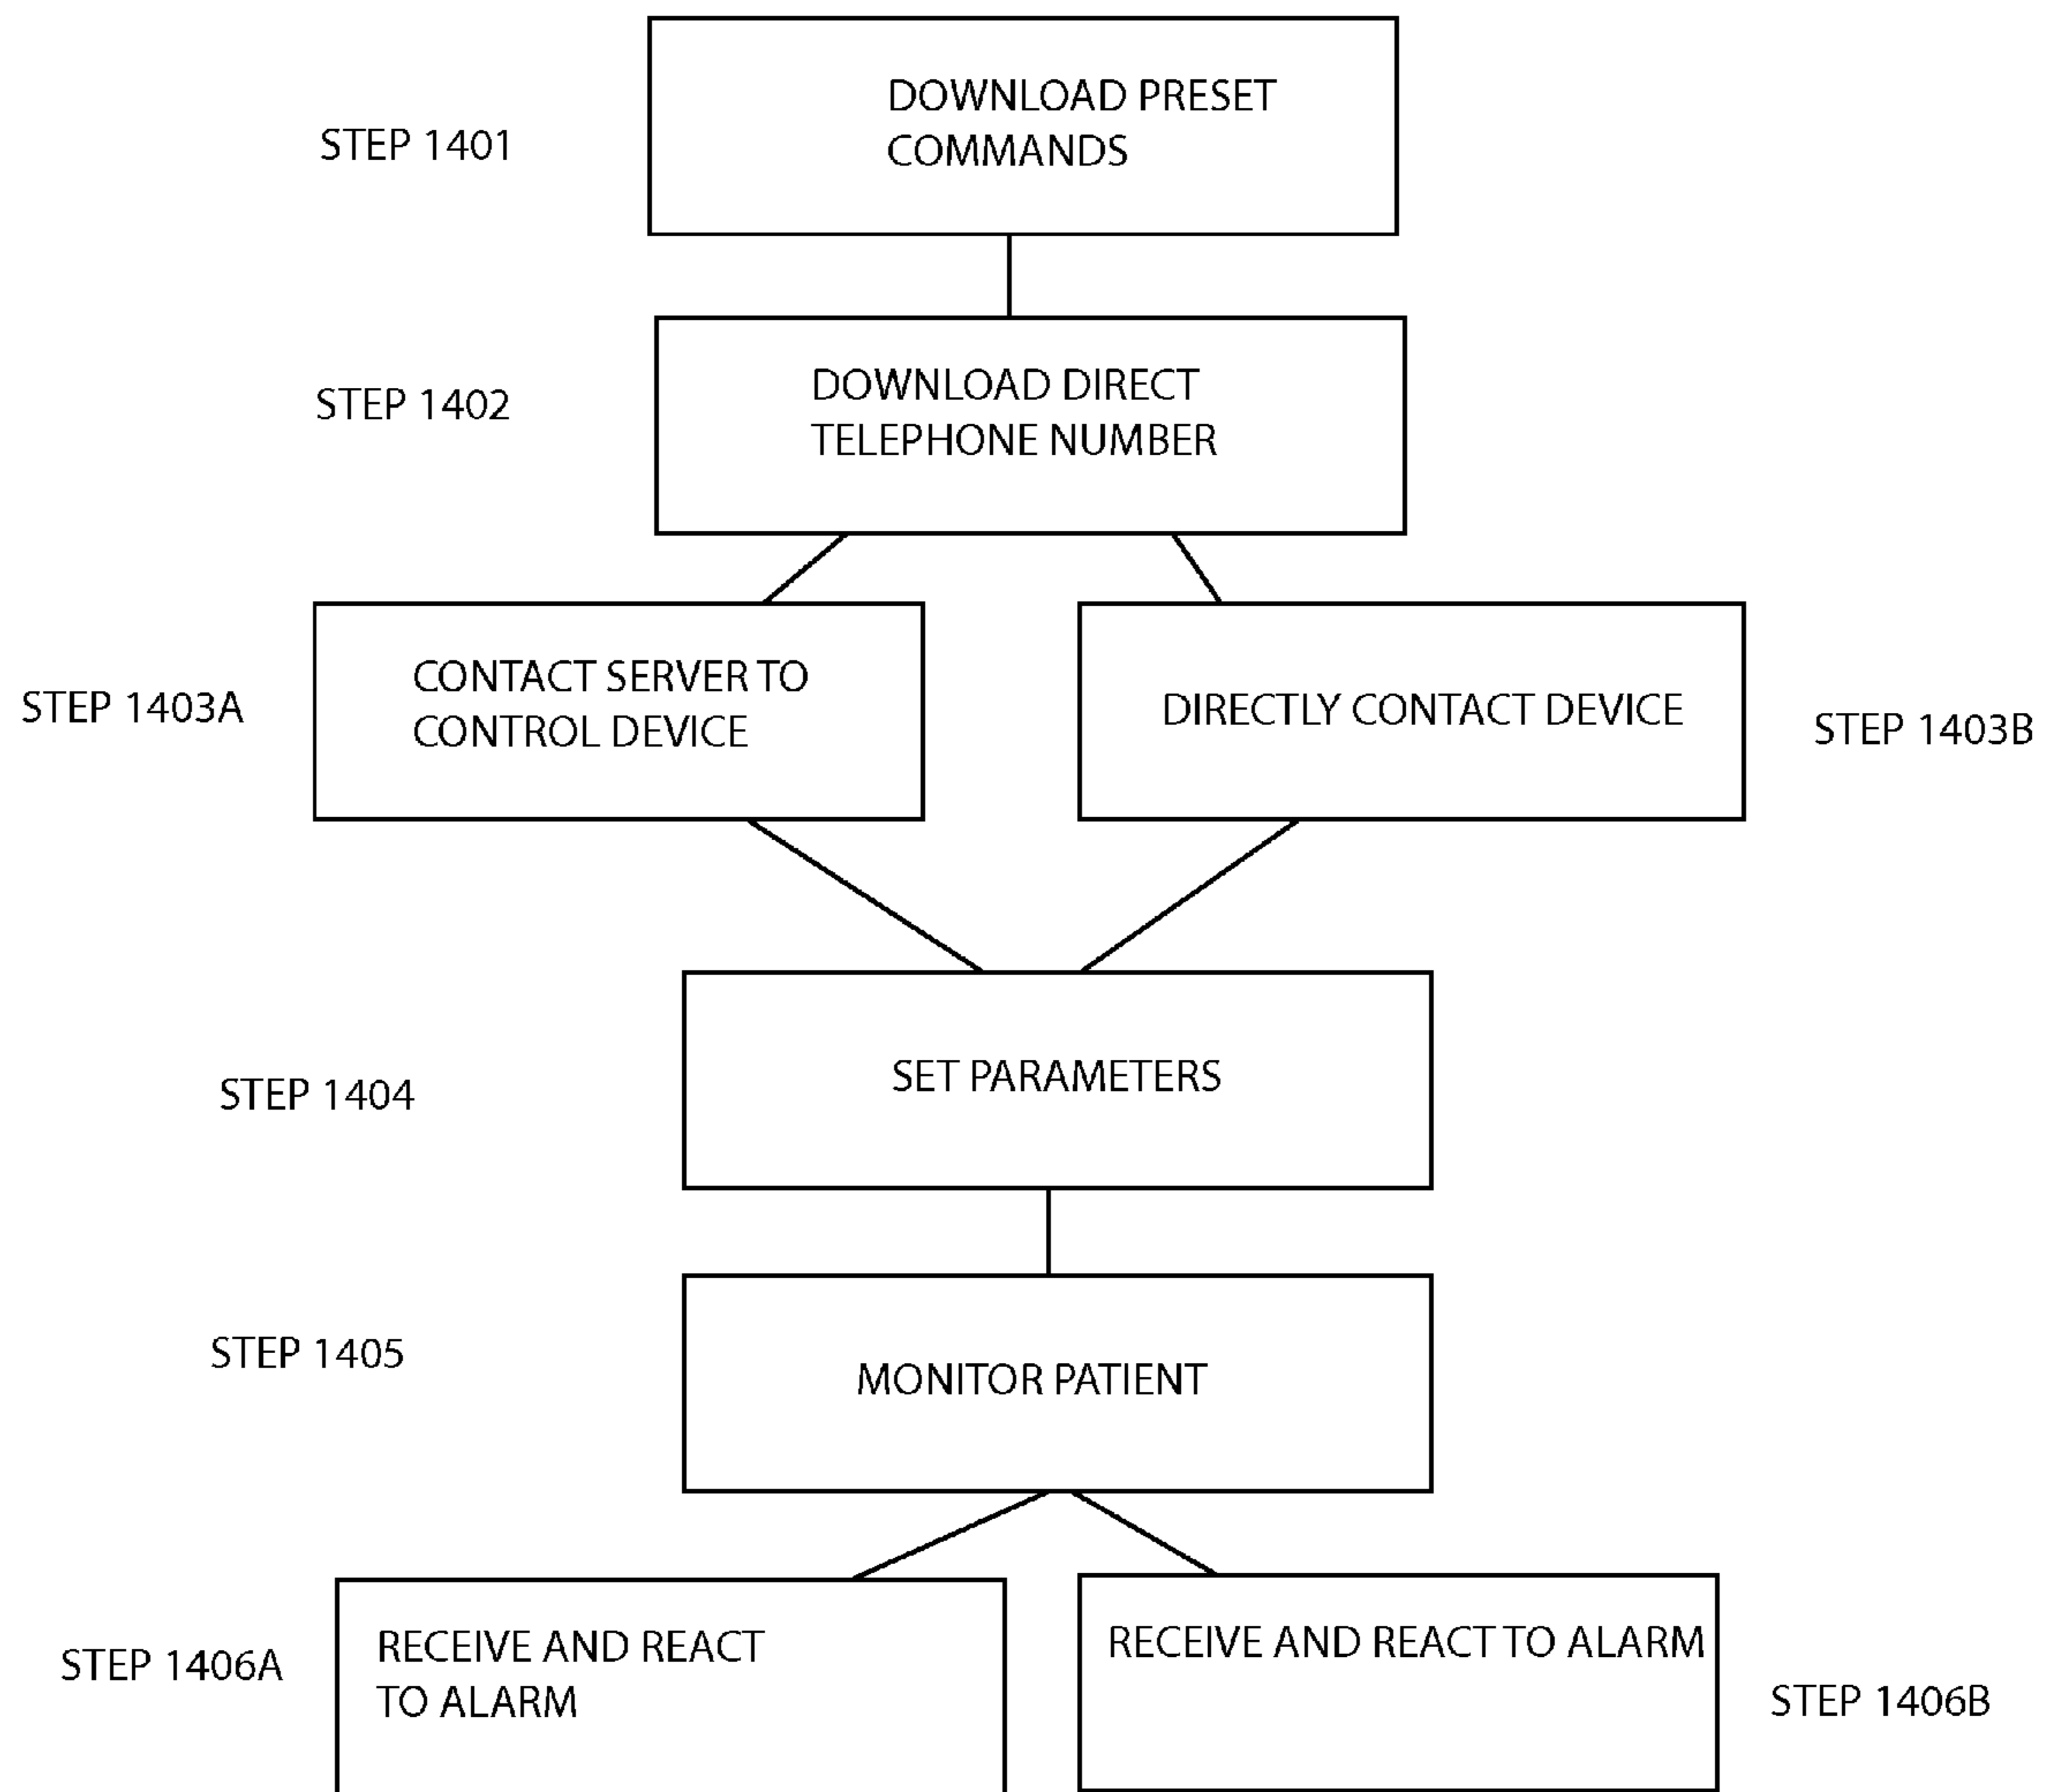 DOWNLOAD PRESET
COMMANDS
STEP 1401
DOWNLOAD DIRECT
TELEPHONE NUMBER
STEP 1402
CONTACT SERVER TO
CONTROL DEVICE
STEP 1403A
DIRECTLY CONTACT DEVICE
STEP 1403B
SET PARAMETERS
STEP 1404
MONITOR PATIENT
STEP 1405
RECEIVE AND REACT
TO ALARM
STEP 1406A
RECEIVE AND REACT TO ALARM
STEP 1406B